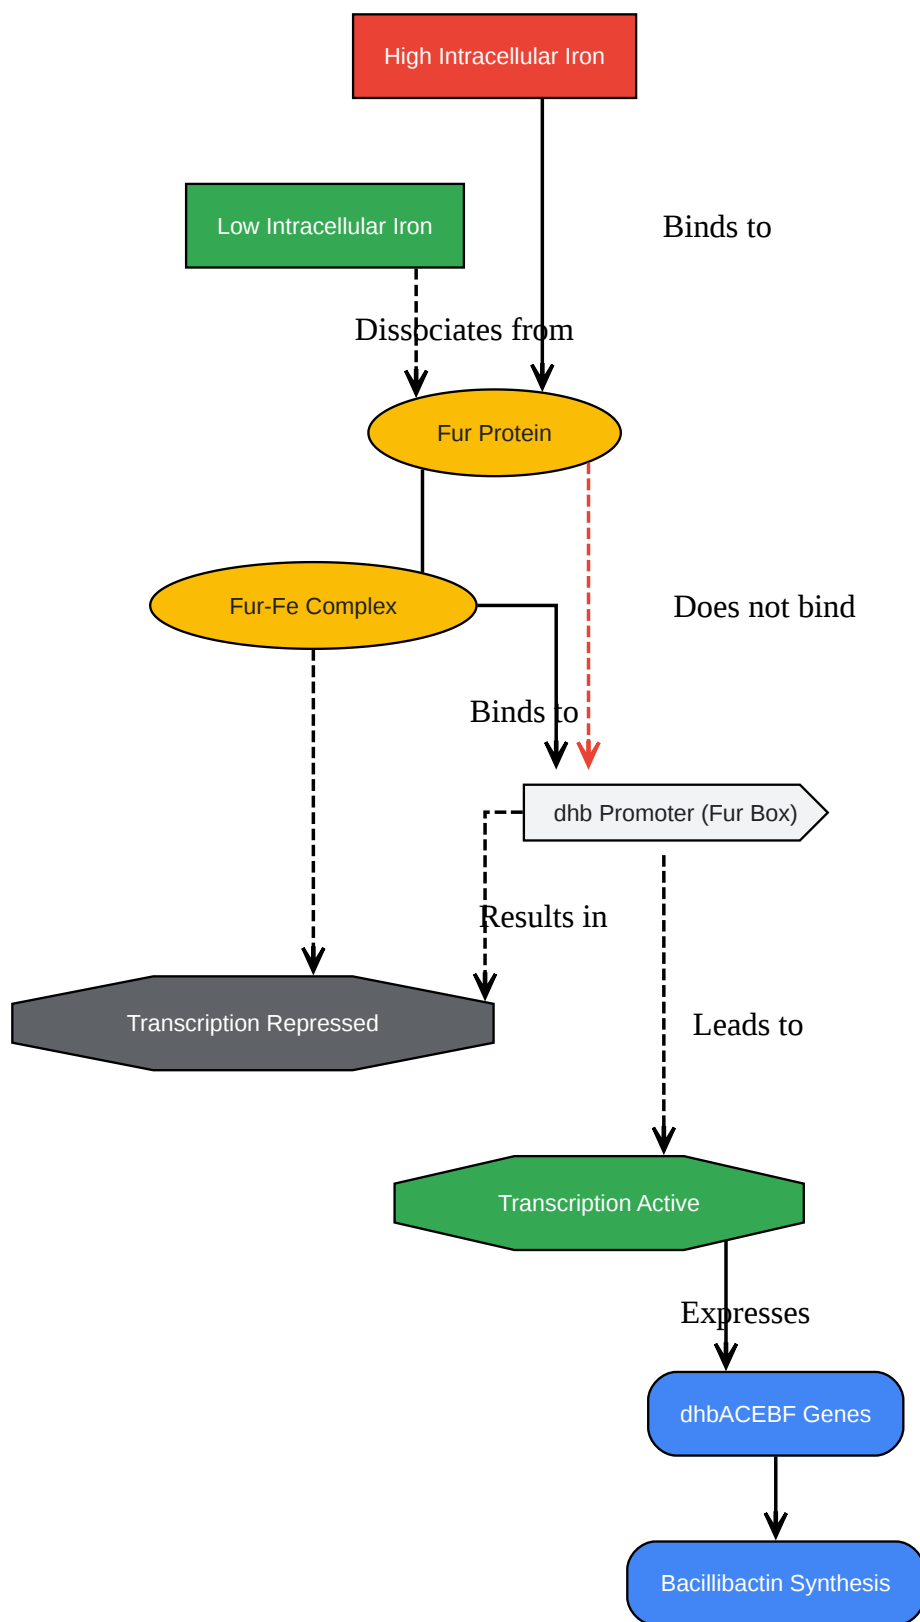 High Intracellular Iron
Low Intracellular Iron
Binds to
Dissociates from
Fur Protein
Fur-Fe Complex
Does not bind
Binds to
dhb Promoter (Fur Box)
Results in
Transcription Repressed
Leads to
Transcription Active
Expresses
dhbACEBF Genes
Bacillibactin Synthesis